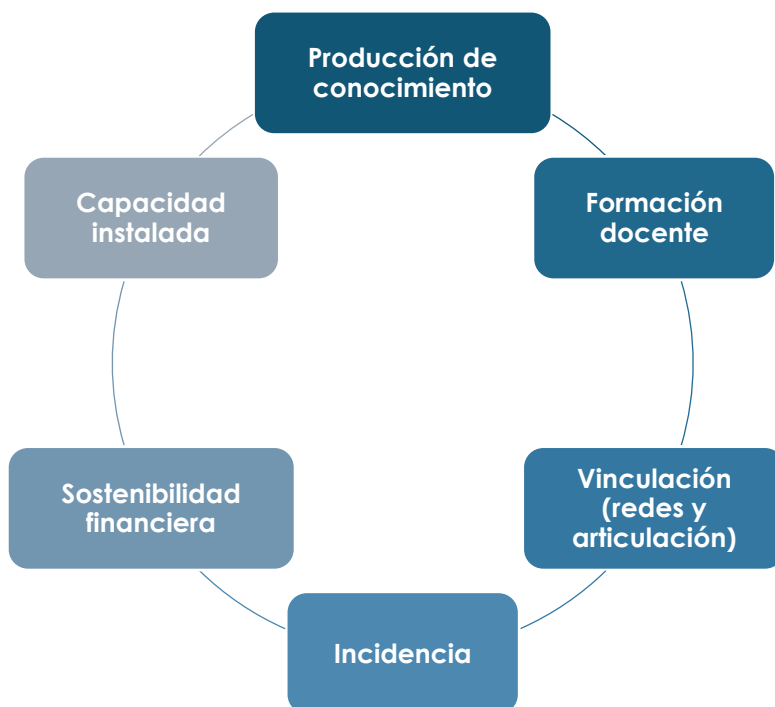 Producción de
conocimiento
Formación
docente
Vinculación
(redes y
articulación)
Incidencia
Sostenibilidad
financiera
Capacidad
instalada